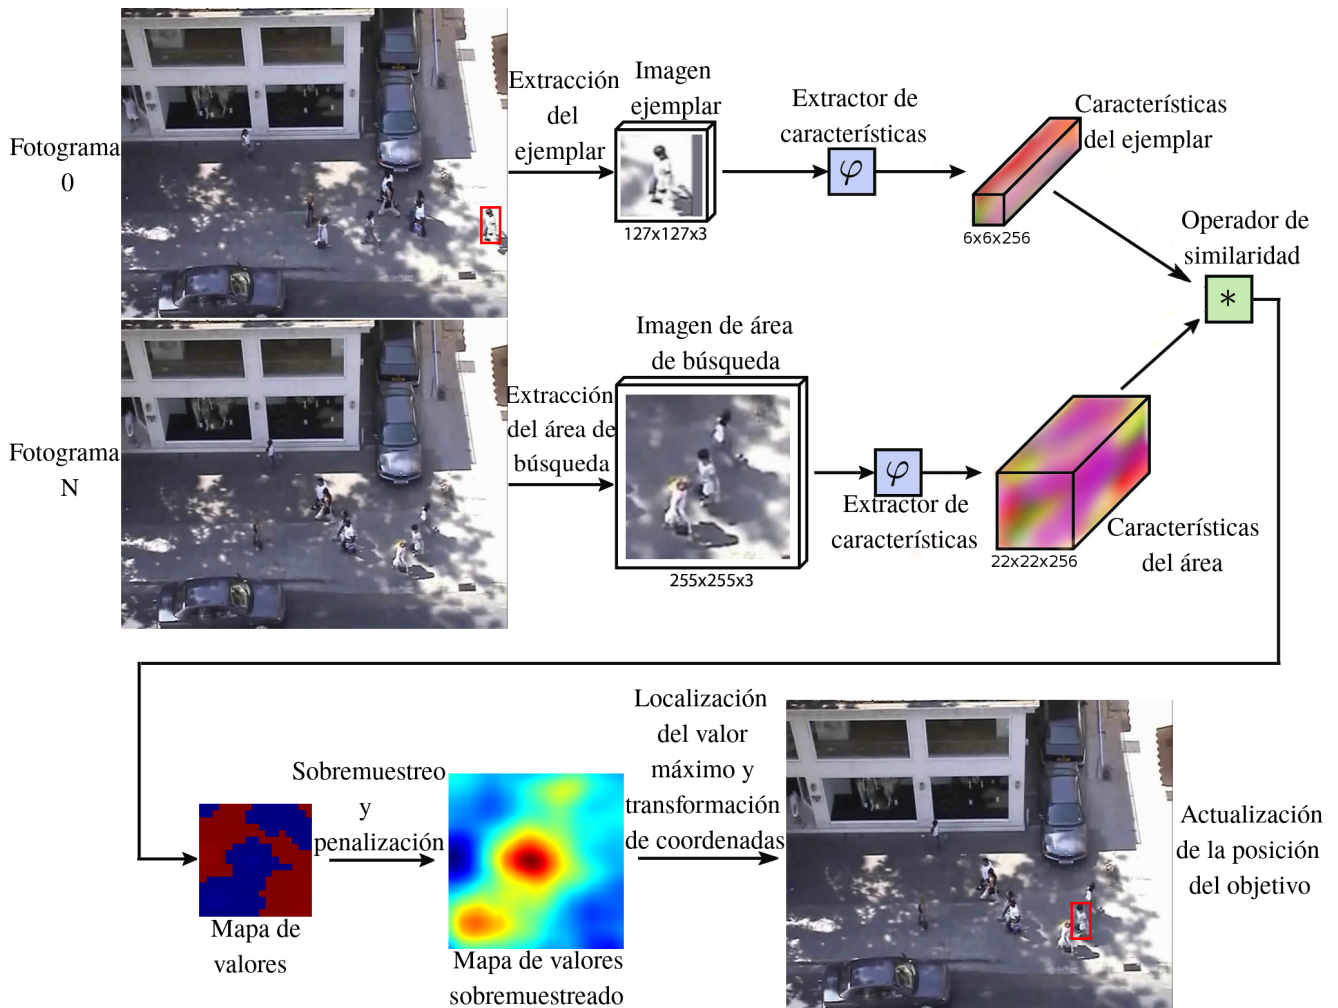 Fotograma
0
Extracción
del
ejemplar
Imagen
ejemplar
127x127x3
Extractor de
características
φ
Características
del ejemplar
6x6x256
Operador de
similaridad
*
Fotograma
N
Extracción
del área de
búsqueda
Imagen de área
de búsqueda
255x255x3
φ
Extractor de
características
22x22x256
Características
del área
Mapa de
valores
Sobremuestreo
y
penalización
Mapa de valores
sobremuestreado
Localización
del valor
máximo y
transformación
de coordenadas
Actualización
de la posición
del objetivo